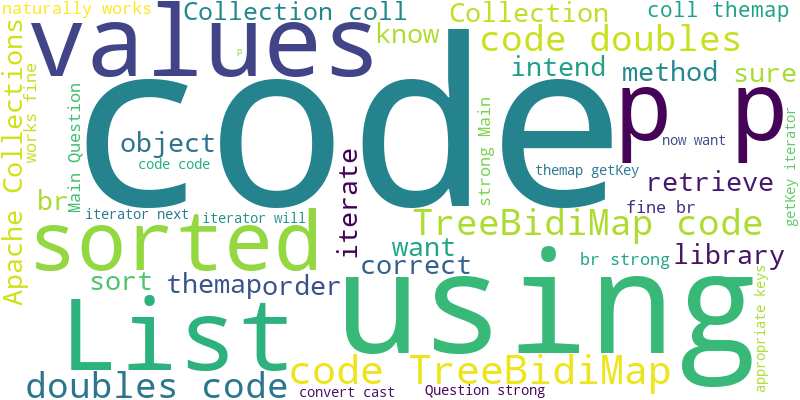 naturally works
Collection coll
Collection
coll themap
values
know
p
code doubles
code
p p
intend
method
sure
Apache Collections
works fine
Main Question
object
code code
iterate
strong Main
now want
themap getKey
getKey iterator
br
iterator next
iterator will
retrieve
fine br
sorted
TreeBidiMap code
want
correct
br strong
library
sort
themap
order
using
List
appropriate keys
code TreeBidiMap
doubles code
convert cast
Question strong